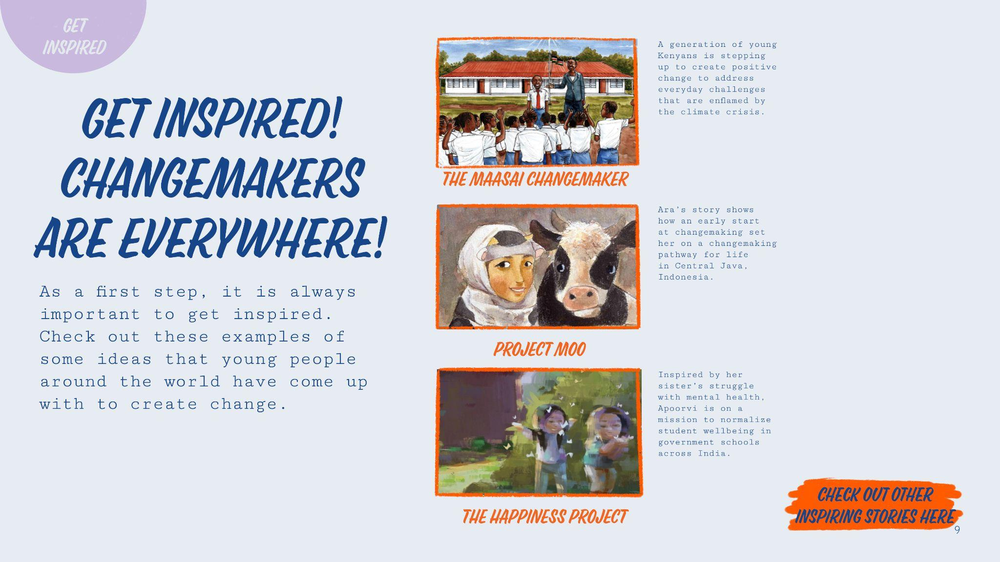 GET
INSPIRED
GET INSPIRED!
CHANGEMAKERS
ARE EVERYWHERE!
As a first step, it is always
important to get inspired.
Check out these examples of
some ideas that young people
around the world have come up
with to create change.
THE MAASAI CHANGEMAKER
A generation of young
Kenyans is stepping
up to create positive
change to address
everyday challenges
that are enflamed by
the climate crisis.
PROJECT MOO
Ara's story shows
how an early start
at changemaking set
her on a changemaking
pathway for life
in Central Java,
Indonesia.
THE HAPPINESS PROJECT
Inspired by her
sister's struggle
with mental health,
Apoorvi is on a
mission to normalize
student wellbeing in
government schools
across India.
CHECK OUT OTHER
INSPIRING STORIES HERE
9